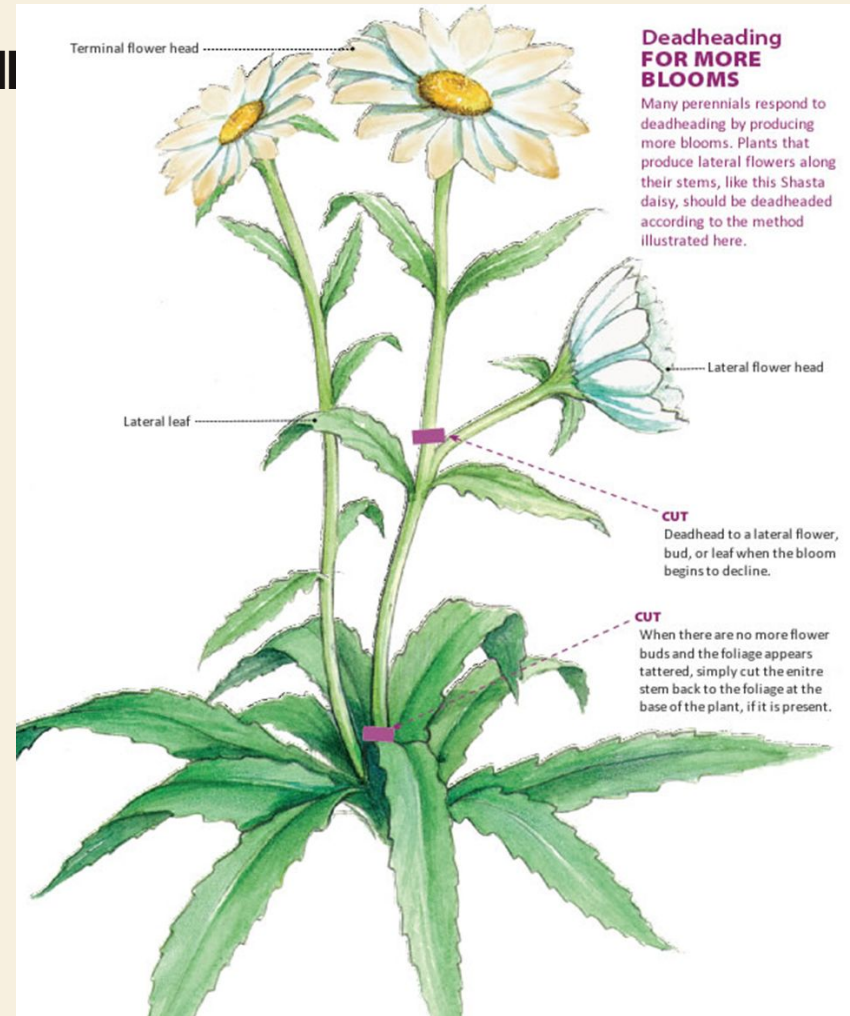 Terminal flower head
Deadheading
FOR MORE
BLOOMS
Many perennials respond to
deadheading by producing
more blooms. Plants that
produce lateral flowers along
their stems, like this Shasta
daisy, should be deadheaded
according to the method
illustrated here.
Lateral flower head
Lateral leaf
CUT
Deadhead to a lateral flower,
bud, or leaf when the bloom
begins to decline.
CUT
When there are no more flower
buds and the foliage appears
tattered, simply cut the enitre
stem back to the foliage at the
base of the plant, if it is present.